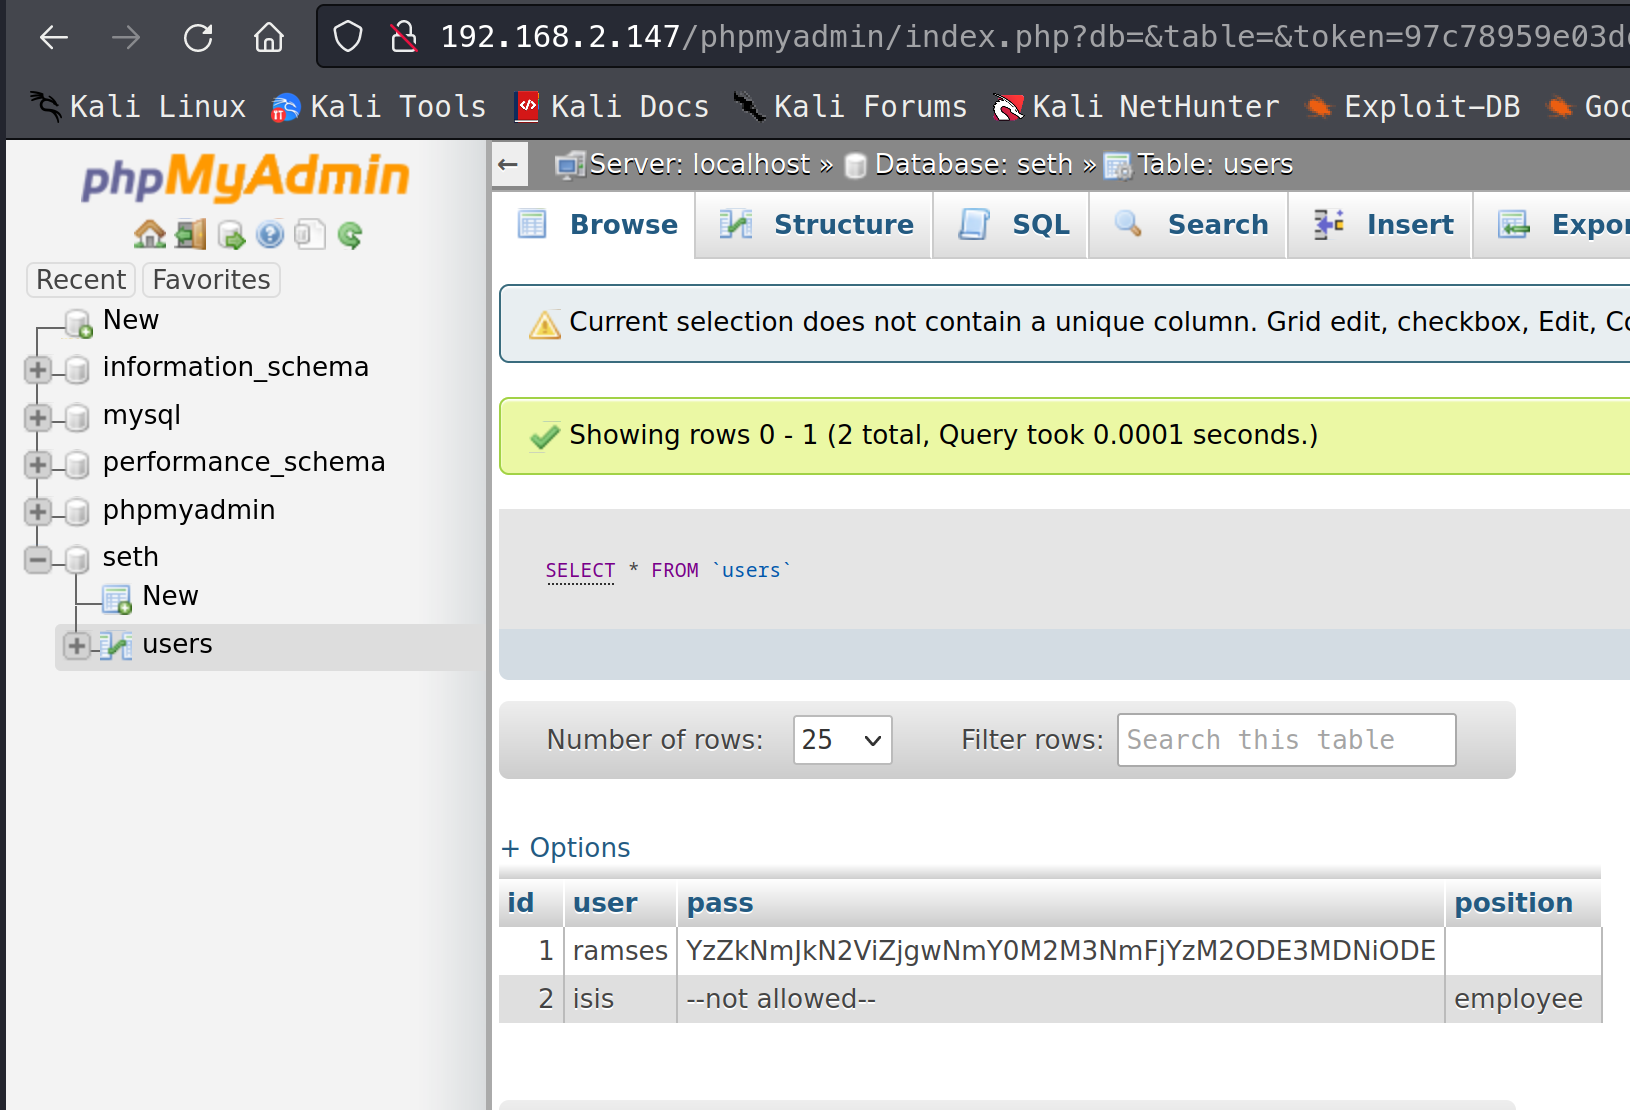 192.168.2.147/phpmyadmin/index.php?db=&table=&token=97c78959e03d
Kali Linux Kali Tools Kali Docs Kali Forums Kali NetHunter Exploit-DB Goo
phpMyAdmin
Recent Favorites
New
information_schema
mysql
performance_schema
phpmyadmin
seth
New
users
Server: localhost » Database: seth » Table: users
Browse Structure SQL Search Insert Expor
Current selection does not contain a unique column. Grid edit, checkbox, Edit, Co
Showing rows 0 - 1 (2 total, Query took 0.0001 seconds.)
SELECT * FROM `users`
Number of rows: 25 Filter rows: Search this table
+ Options
id user pass position
1 ramses YzZkNmJkN2ViZjgwNmY0M2M3NmFjYzM2ODE3MDNiODE
2 isis --not allowed-- employee